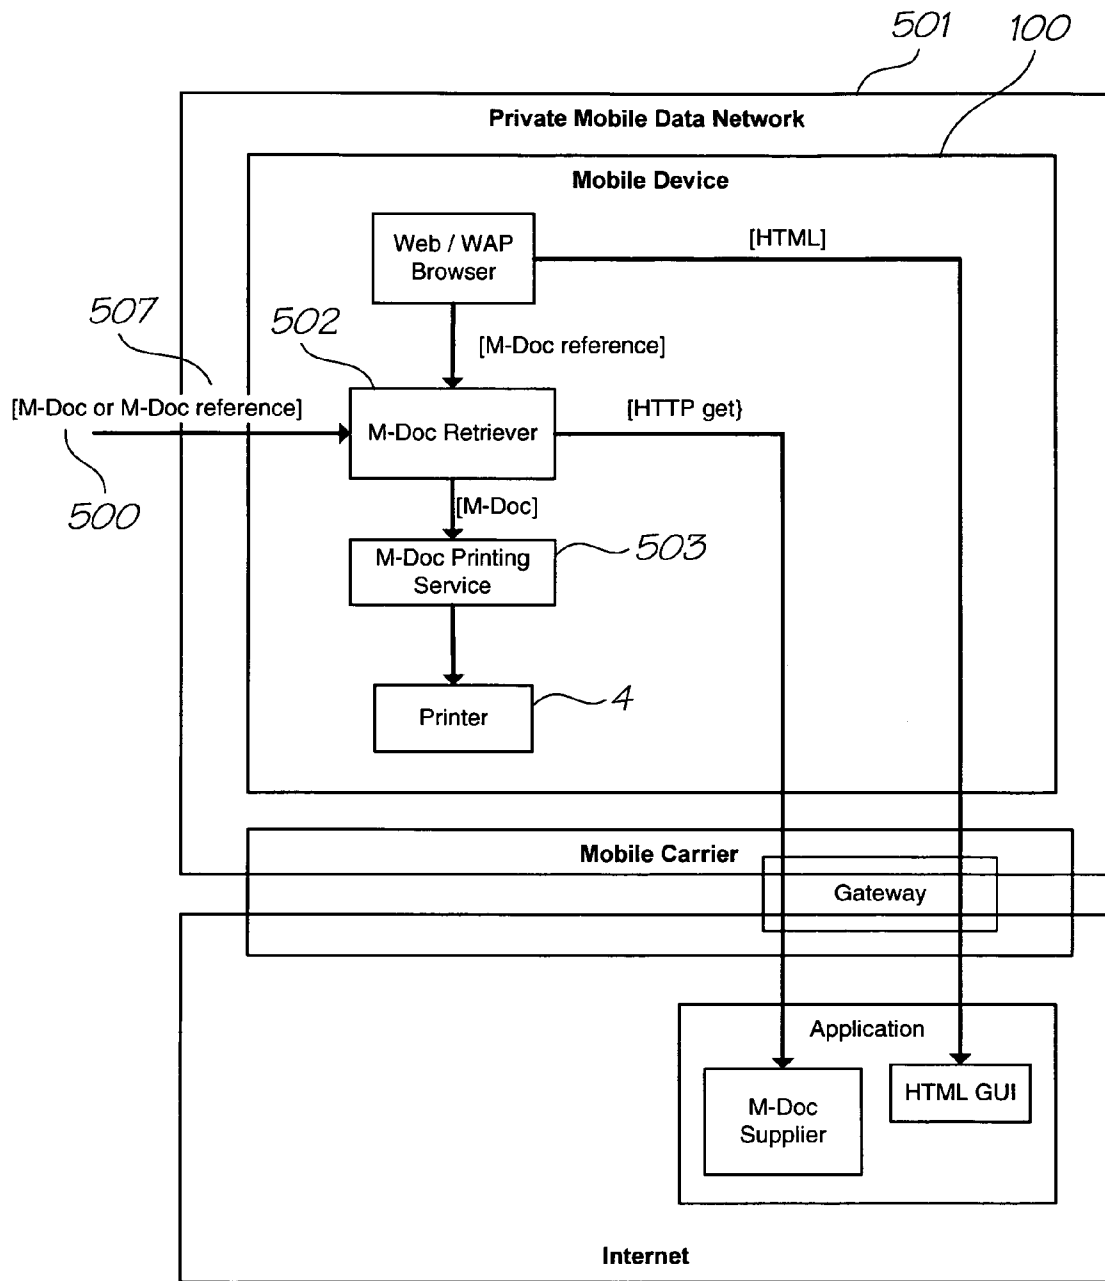 501
100
Private Mobile Data Network
Mobile Device
Web / WAP
Browser
[HTML]
507
502
[M-Doc reference]
[M-Doc or M-Doc reference]
M-Doc Retriever
[HTTP get}
500
[M-Doc]
503
M-Doc Printing
Service
4
Printer
Mobile Carrier
Gateway
Application
M-Doc
Supplier
HTML GUI
Internet